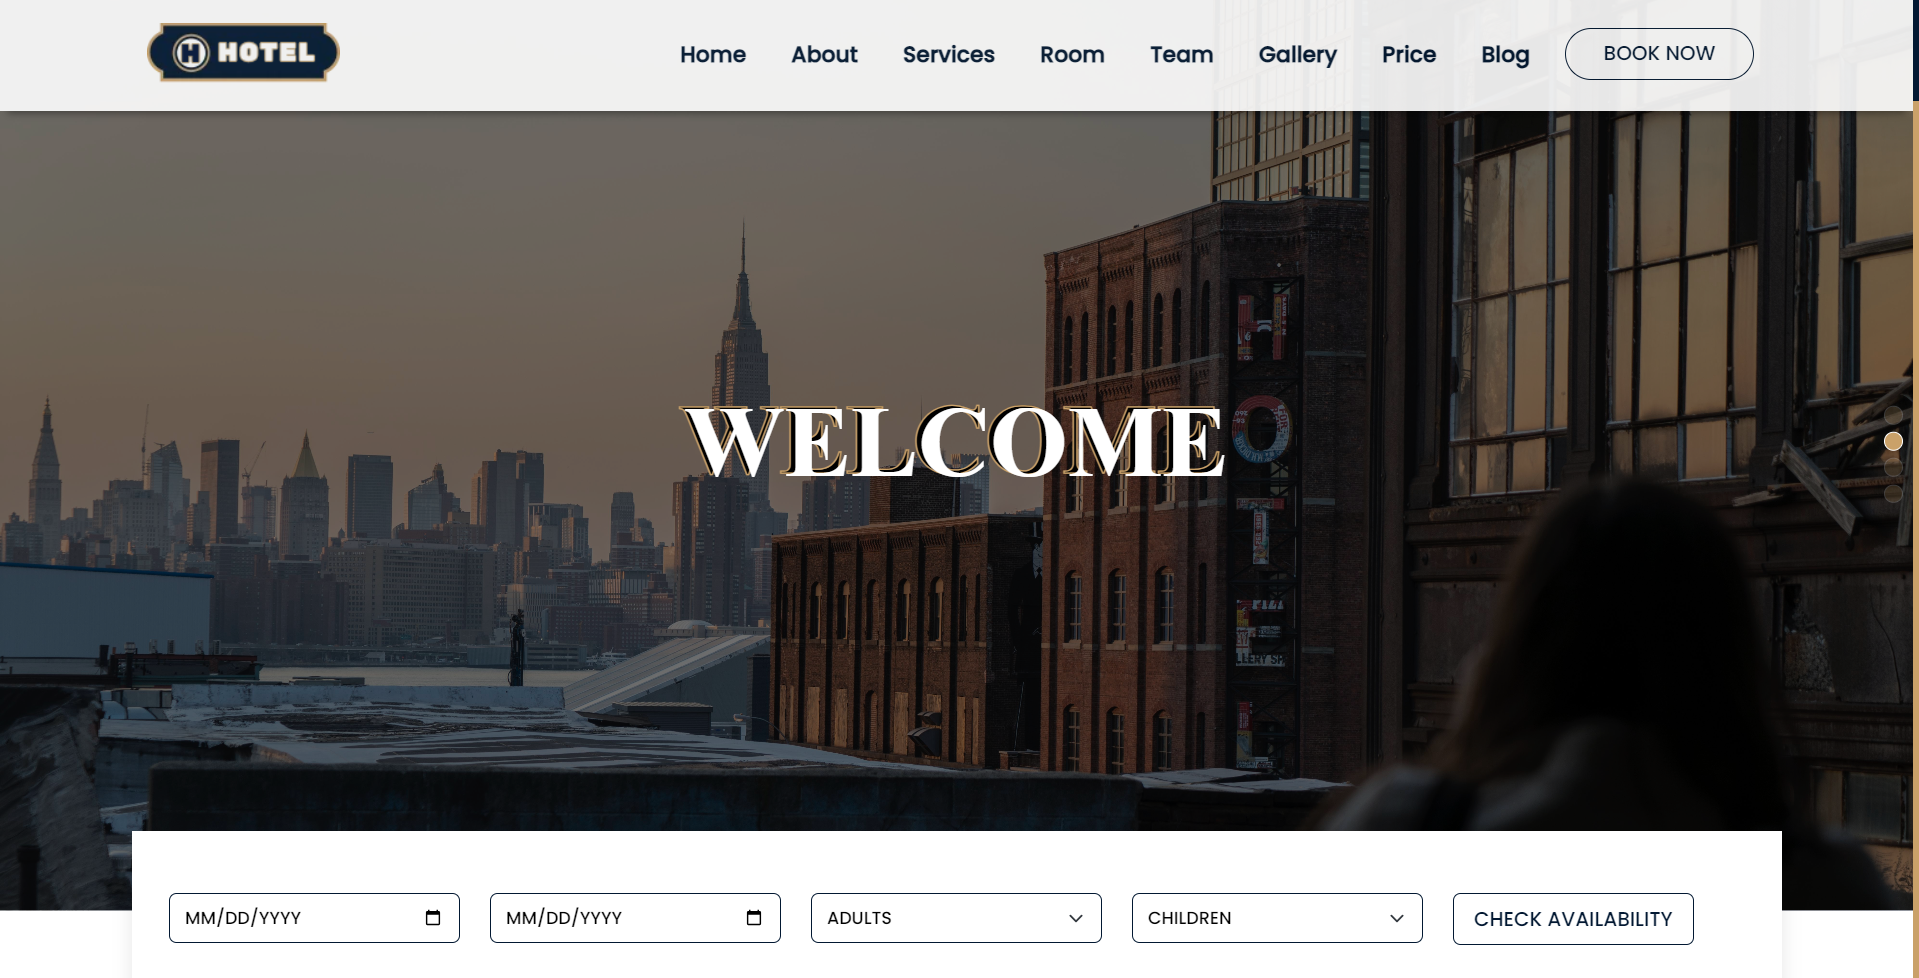 H HOTEL
Home About Services Room Team Gallery Price Blog BOOK NOW
WELCOME
HOTEL
MM/DD/YYYY MM/DD/YYYY ADULTS CHILDREN CHECK AVAILABILITY